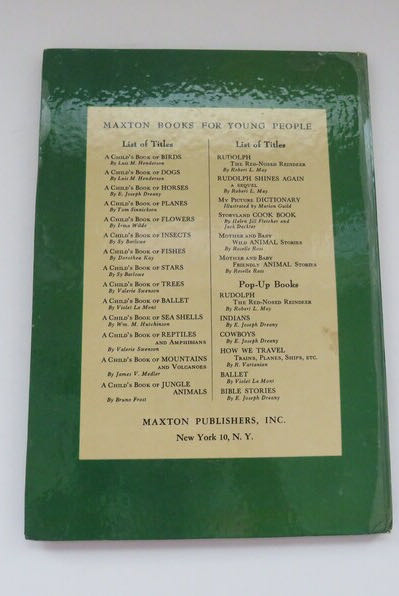 MAXTON BOOKS FOR YOUNG PEOPLE
List of Titles
A Child's Book of BIRDS
By Luis M. Henderson
A Child's Book of DOGS
By Luis M. Henderson
A Child's Book of HORSES
By E. Joseph Dreany
A Child's Book of PLANES
By Tom Sinnickson
A Child's Book of FLOWERS
By Irma Wilde
A Child's Book of INSECTS
By Sy Barlowe
A Child's Book of FISHES
By Dorothea Kay
A Child's Book of STARS
By Sy Barlowe
A Child's Book of TREES
By Valerie Swenson
A Child's Book of BALLET
By Violet La Mont
A Child's Book of SEA SHELLS
By Wm. M. Hutchinson
A Child's Book of REPTILES
AND Amphibians
By Valerie Swenson
A Child's Book of MOUNTAINS
AND Volcanoes
By James V. Medler
A Child's Book of JUNGLE
ANIMALS
By Bruno Frost
List of Titles
RUDOLPH
The Red-Nosed Reindeer
By Robert L. May
RUDOLPH SHINES AGAIN
A SEQUEL
By Robert L. May
My Picture DICTIONARY
Illustrated by Marion Guild
Storyland COOK BOOK
By Helen Jill Fletcher and
Jack Deckter
Mother and Baby
Wild ANIMAL Stories
By Roselle Ross
Mother and Baby
Friendly ANIMAL Stories
By Roselle Ross
Pop-Up Books
RUDOLPH
The Red-Nosed Reindeer
By Robert L. May
INDIANS
By E. Joseph Dreany
COWBOYS
By E. Joseph Dreany
HOW WE TRAVEL
Trains, Planes, Ships, etc.
By R. Vartanian
BALLET
By Violet La Mont
BIBLE STORIES
By E. Joseph Dreany
MAXTON PUBLISHERS, INC.
New York 10, N. Y.